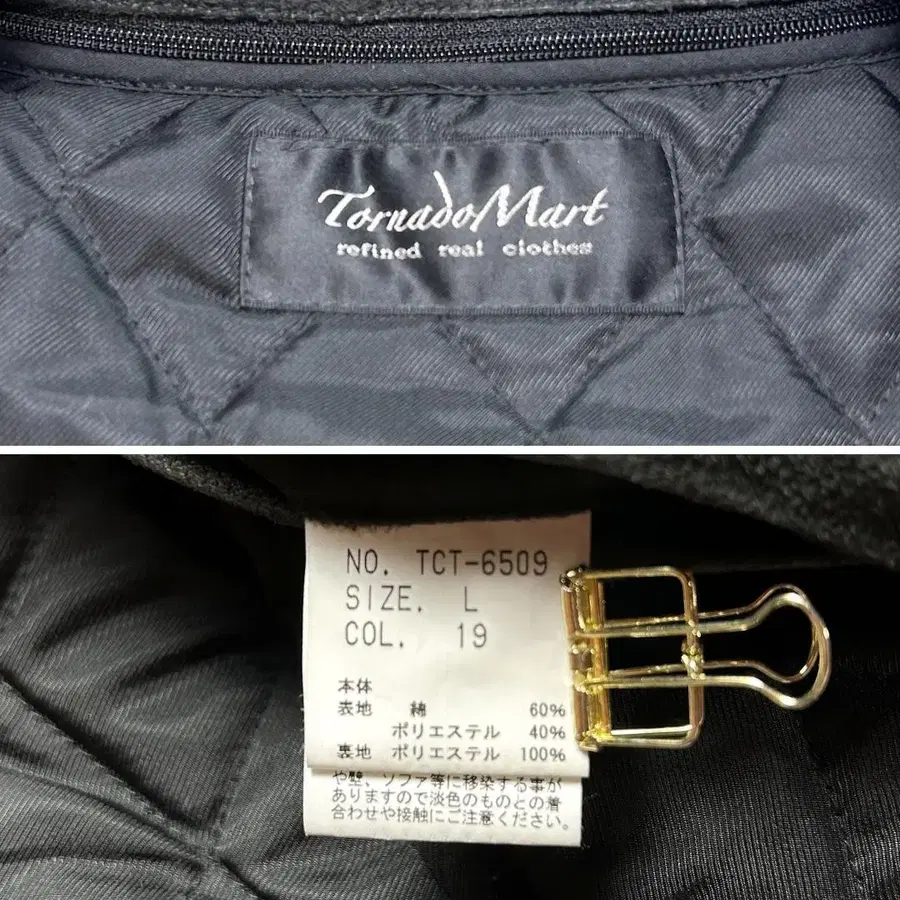 TornadoMart
refined real clothes
NO. TCT-6509
SIZE. L
COL. 19
本体
表地 綿 60%
ポリエステル 40%
裏地 ポリエステル 100%
や壁、ソファ等に移染する事が
ありますので淡色のものとの着
合わせや接触にご注意ください。